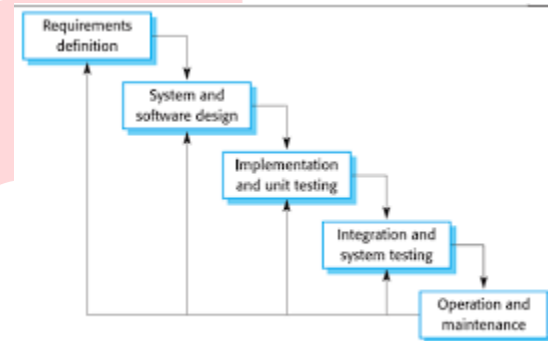 Requirements
definition
System and
software design
Implementation
and unit testing
Integration and
system testing
Operation and
maintenance